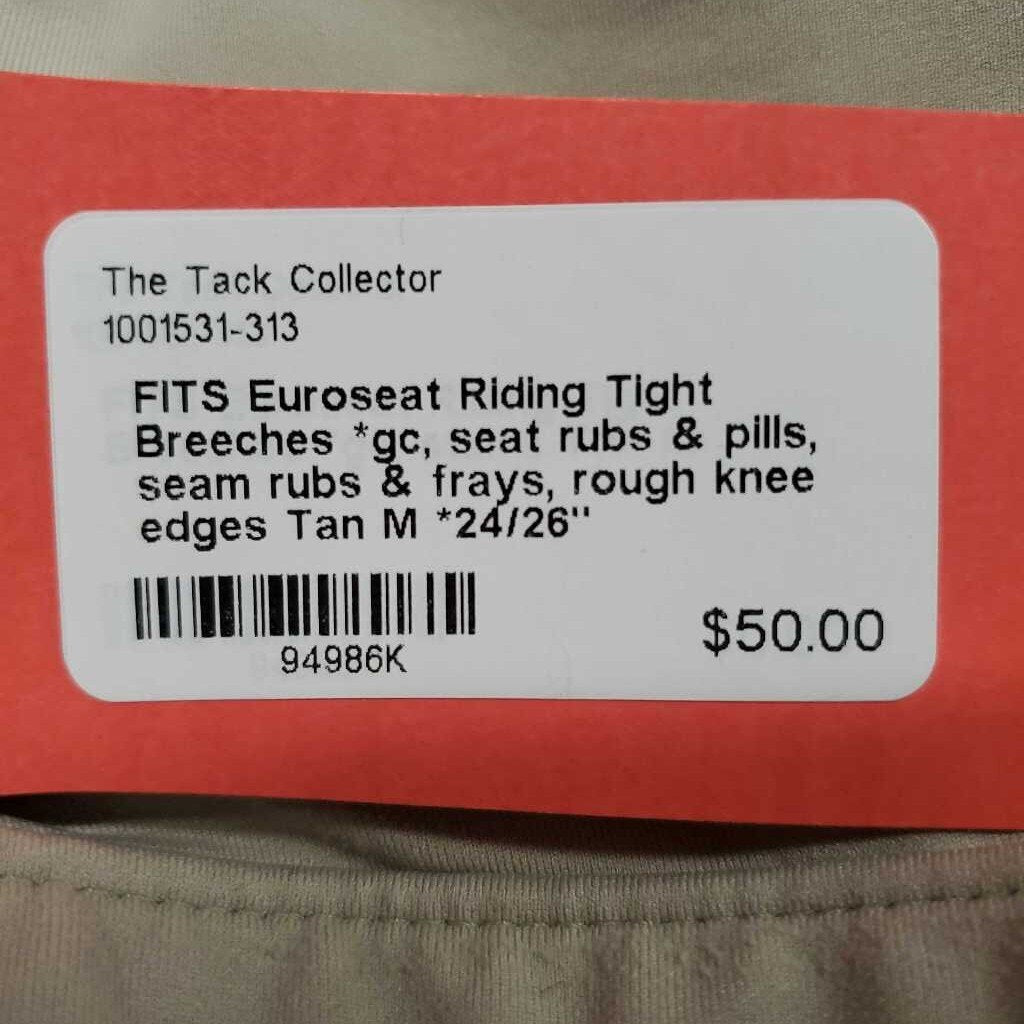 The Tack Collector
1001531-313
FITS Euroseat Riding Tight
Breeches *gc, seat rubs & pills,
seam rubs & frays, rough knee
edges Tan M *24/26"
94986K
$50.00